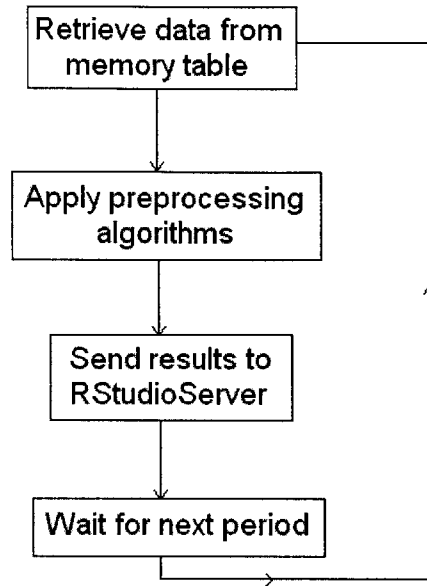 Retrieve data from
memory table
Apply preprocessing
algorithms
Send results to
RStudioServer
Wait for next period